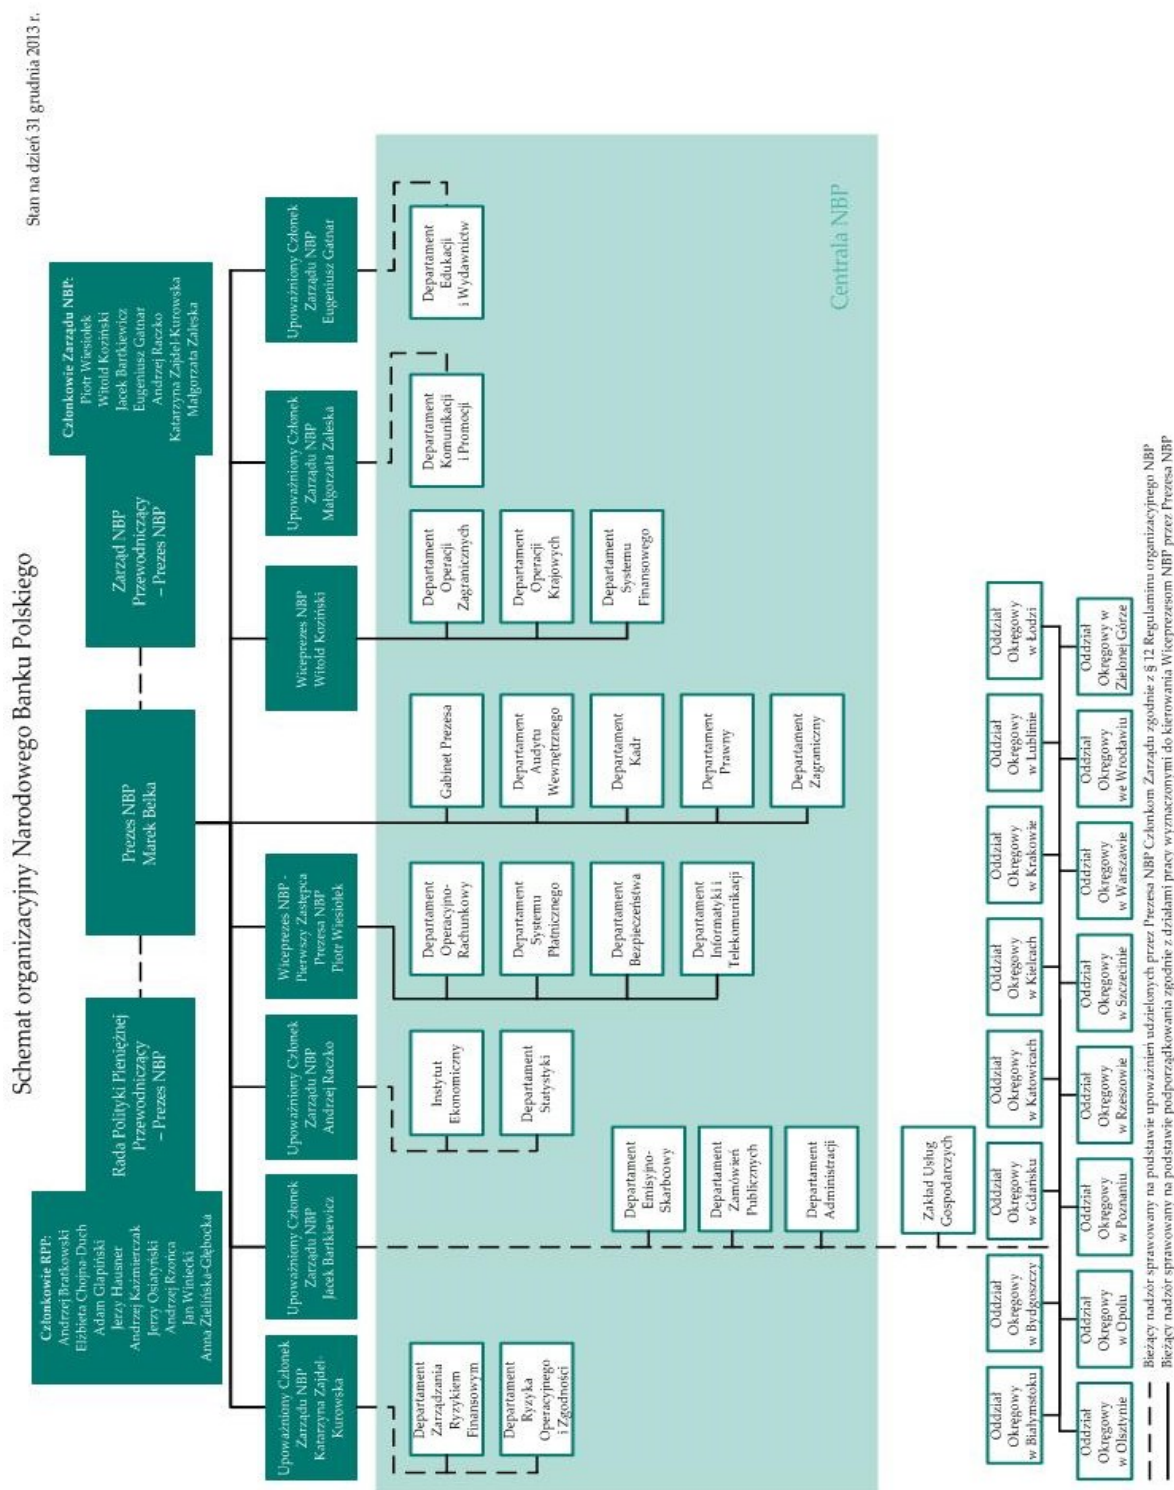 Schemat organizacyjny Narodowego Banku Polskiego
Stan na dzień 31 grudnia 2013 r.
Członkowie RPP:
Andrzej Bratkowski
Elżbieta Chojna-Duch
Adam Glapiński
Jerzy Hausner
Andrzej Kaźmierczak
Jerzy Osiatyński
Andrzej Rzońca
Jan Winiecki
Anna Zielińska-Głębocka
Rada Polityki Pieniężnej
Przewodniczący
– Prezes NBP
Prezes NBP
Marek Belka
Zarząd NBP
Przewodniczący
– Prezes NBP
Członkowie Zarządu NBP:
Piotr Wiesiołek
Witold Koziński
Jacek Bartkiewicz
Eugeniusz Gatnar
Andrzej Raczko
Katarzyna Zajdel-Kurowska
Małgorzata Zaleska
Upoważniony Członek
Zarządu NBP
Katarzyna Zajdel-
Kurowska
Upoważniony Członek
Zarządu NBP
Jacek Bartkiewicz
Upoważniony Członek
Zarządu NBP
Andrzej Raczko
Wiceprezes NBP -
Pierwszy Zastępca
Prezesa NBP
Piotr Wiesiołek
Wiceprezes NBP
Witold Koziński
Upoważniony Członek
Zarządu NBP
Małgorzata Zaleska
Upoważniony Członek
Zarządu NBP
Eugeniusz Gatnar
Departament
Zarządzania
Ryzykiem
Finansowym
Departament
Ryzyka
Operacyjnego
i Zgodności
Departament
Emisyjno-
Skarbcowy
Departament
Zamówień
Publicznych
Departament
Administracji
Instytut
Ekonomiczny
Departament
Statystyki
Departament
Operacyjno-
Rachunkowy
Departament
Systemu
Płatniczego
Departament
Bezpieczeństwa
Departament
Informatyki i
Telekomunikacji
Gabinet Prezesa
Departament
Audytu
Wewnętrznego
Departament
Kadr
Departament
Prawny
Departament
Zagraniczny
Departament
Operacji
Zagranicznych
Departament
Operacji
Krajowych
Departament
Systemu
Finansowego
Departament
Komunikacji
i Promocji
Departament
Edukacji
i Wydawnictw
Centrala NBP
Zakład Usług
Gospodarczych
Oddział
Okręgowy
w Białymstoku
Oddział
Okręgowy
w Bydgoszczy
Oddział
Okręgowy
w Gdańsku
Oddział
Okręgowy
w Katowicach
Oddział
Okręgowy
w Kielcach
Oddział
Okręgowy
w Krakowie
Oddział
Okręgowy
w Lublinie
Oddział
Okręgowy
w Łodzi
Oddział
Okręgowy
w Olsztynie
Oddział
Okręgowy
w Opolu
Oddział
Okręgowy
w Poznaniu
Oddział
Okręgowy
w Rzeszowie
Oddział
Okręgowy
w Szczecinie
Oddział
Okręgowy
w Warszawie
Oddział
Okręgowy
we Wrocławiu
Oddział
Okręgowy w
Zielonej Górze
Bieżący nadzór sprawowany na podstawie upoważnień udzielonych przez Prezesa NBP Członkom Zarządu zgodnie z § 12 Regulaminu organizacyjnego NBP
Bieżący nadzór sprawowany na podstawie podporządkowania zgodnie z działami pracy wyznaczonymi do kierowania Wiceprezesom NBP przez Prezesa NBP